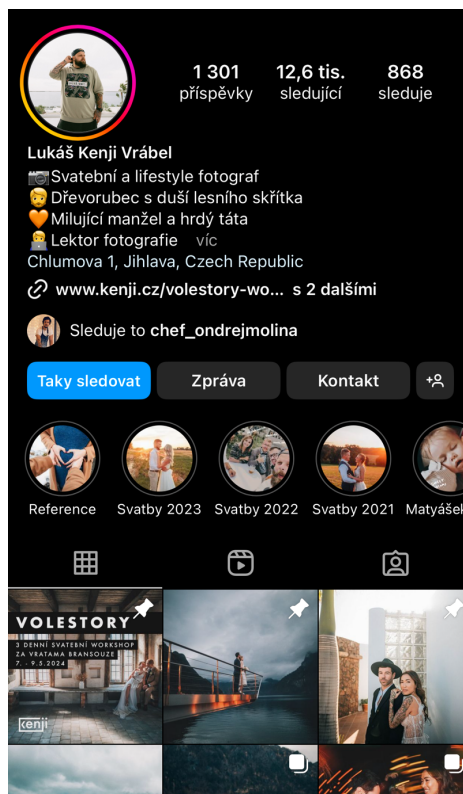 1 301 12,6 tis. 868
příspěvky sledující sleduje
Lukáš Kenji Vrábel
Svatební a lifestyle fotograf
Dřevorubec s duší lesního skřítka
Milující manžel a hrdý táta
Lektor fotografie víc
Chlumova 1, Jihlava, Czech Republic
www.kenji.cz/volestory-wo... s 2 dalšími
Sleduje to chef_ondrejmolina
Taky sledovat Zpráva Kontakt
Reference Svatby 2023 Svatby 2022 Svatby 2021 Matyášek
VOLESTORY
3 DENNÍ SVATEBNÍ WORKSHOP
ZA VRATAMA BRANSOUZE
7. - 9.5.2024
kenji